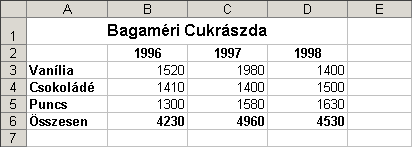 A B C D E
1 Bagaméri Cukrászda
2 1996 1997 1998
3 Vanília 1520 1980 1400
4 Csokoládé 1410 1400 1500
5 Puncs 1300 1580 1630
6 Összesen 4230 4960 4530
7